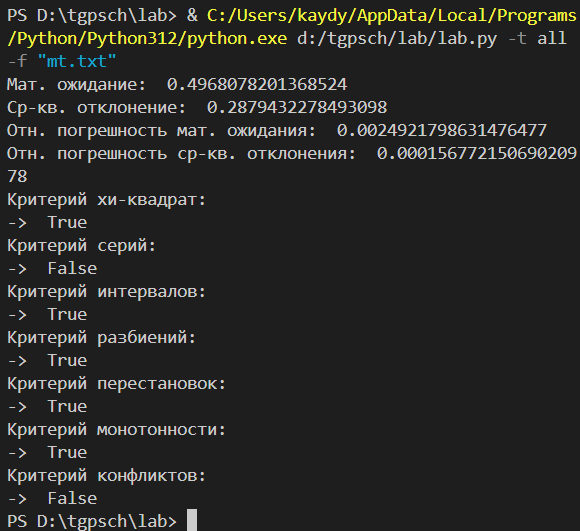 PS D:\tgpsch\lab> & C:/Users/kaydy/AppData/Local/Programs
/Python/Python312/python.exe d:/tgpsch/lab/lab.py -t all
-f "mt.txt"
Мат. ожидание:  0.4968078201368524
Ср-кв. отклонение:  0.2879432278493098
Отн. погрешность мат. ожидания:  0.0024921798631476477
Отн. погрешность ср-кв. отклонения:  0.000156772150690209
78
Критерий хи-квадрат:
->  True
Критерий серий:
->  False
Критерий интервалов:
->  True
Критерий разбиений:
->  True
Критерий перестановок:
->  True
Критерий монотонности:
->  True
Критерий конфликтов:
->  False
PS D:\tgpsch\lab>